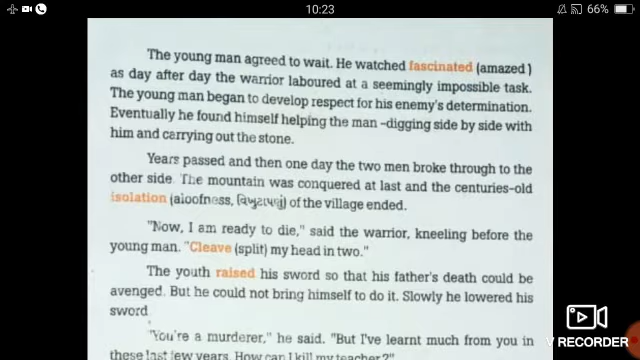 10:23
66%
The young man agreed to wait. He watched fascinated (amazed )
as day after day the warrior laboured at a seemingly impossible task.
The young man began to develop respect for his enemy's determination.
Eventually he found himself helping the man –digging side by side with
him and carrying out the stone.
Years passed and then one day the two men broke through to the
other side. The mountain was conquered at last and the centuries-old
isolation (aloofness, ) of the village ended.
"Now, I am ready to die," said the warrior, kneeling before the
young man. "Cleave (split) my head in two."
The youth raised his sword so that his father's death could be
avenged. But he could not bring himself to do it. Slowly he lowered his
sword
"You're a murderer," he said. "But I've learnt much from you in
these last few years. How can I kill my teacher?"
V RECORDER